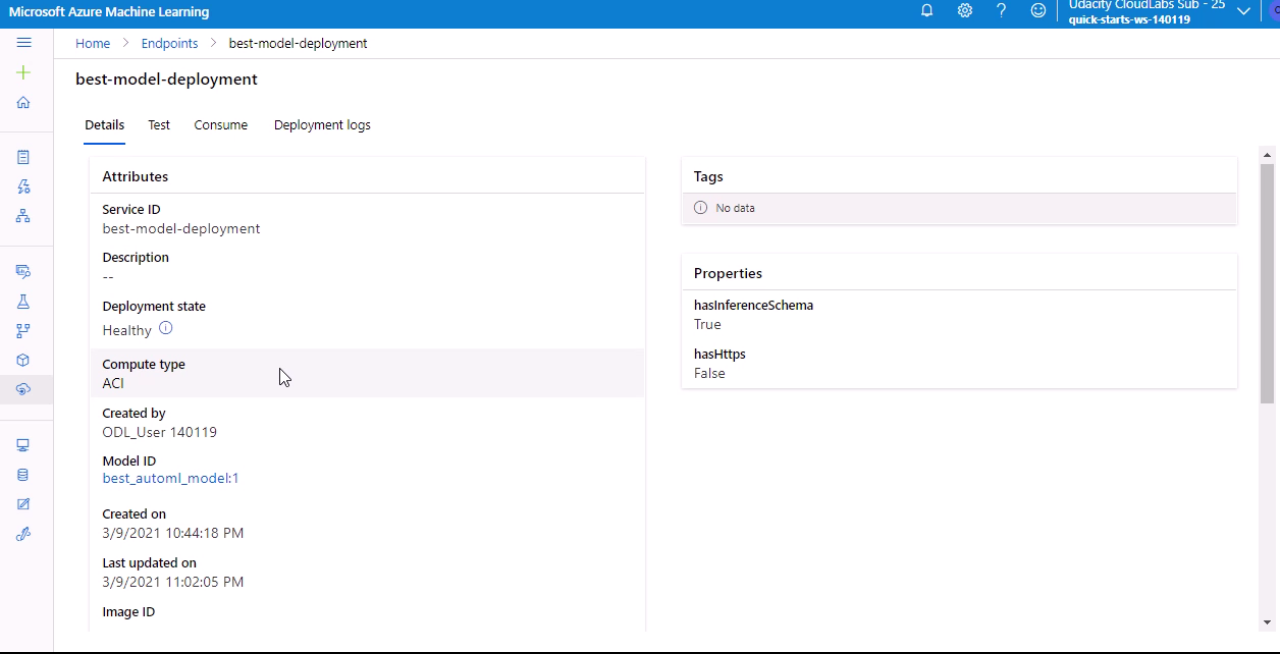 Microsoft Azure Machine Learning
Udacity CloudLabs Sub - 25
quick-starts-ws-140119
Home > Endpoints > best-model-deployment
best-model-deployment
Details Test Consume Deployment logs
Attributes
Service ID
best-model-deployment
Description
--
Deployment state
Healthy
Compute type
ACI
Created by
ODL_User 140119
Model ID
best_automl_model:1
Created on
3/9/2021 10:44:18 PM
Last updated on
3/9/2021 11:02:05 PM
Image ID
Tags
No data
Properties
hasInferenceSchema
True
hasHttps
False